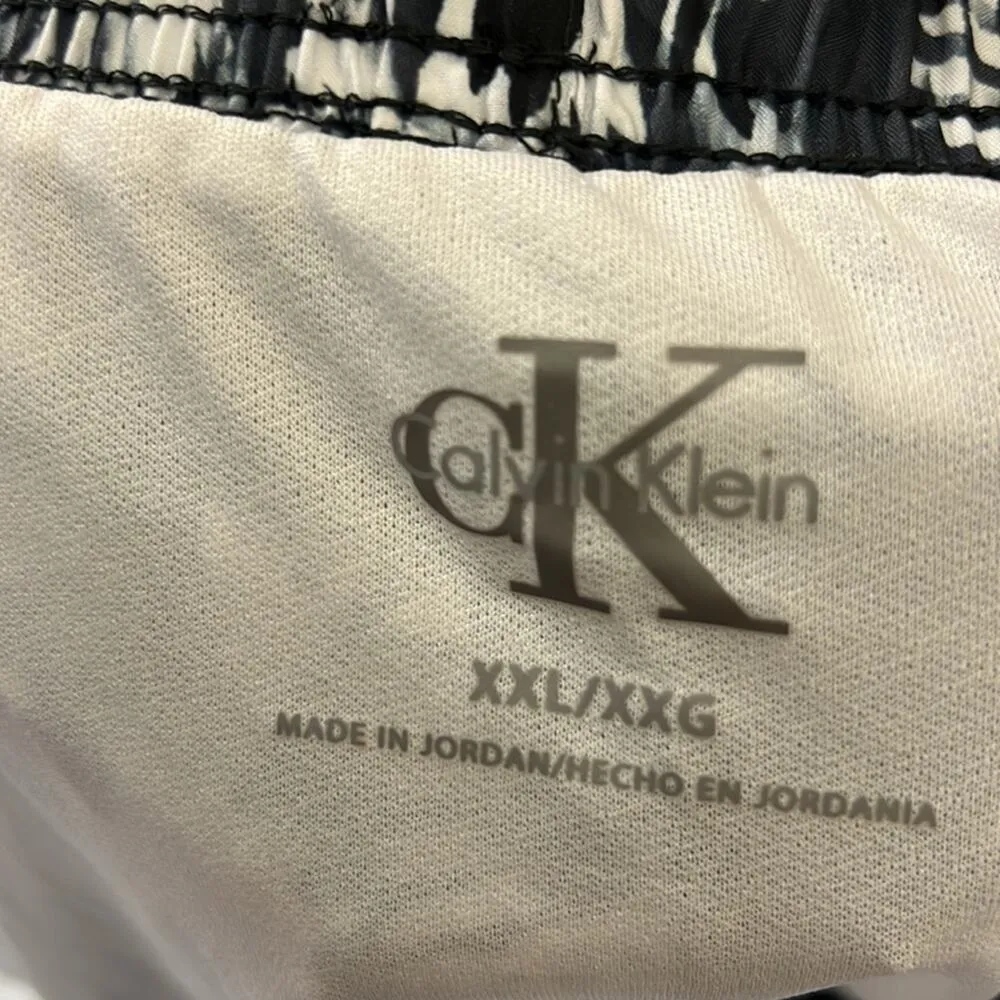 CK
Calvin Klein
XXL/XXG
MADE IN JORDAN/HECHO EN JORDANIA